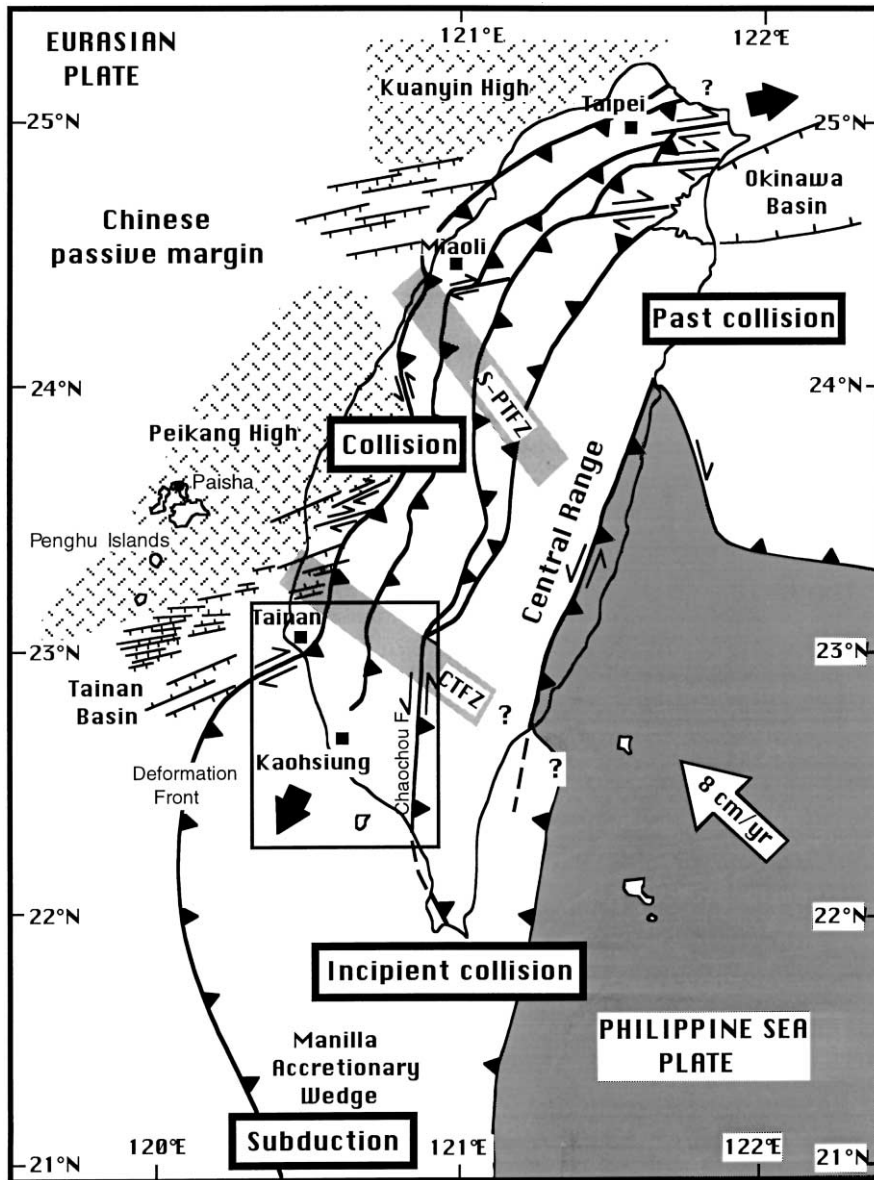 121°E
122°E
EURASIAN
PLATE
Kuanyin High
?
Taipei
25°N
25°N
Okinawa
Basin
Chinese
passive margin
Miaoli
Past collision
S-PTFZ
24°N
24°N
Peikang High
Collision
Paisha
Central Range
Penghu Islands
Tainan
23°N
23°N
Tainan
Basin
CTFZ
?
Chaochou F.
Kaohsiung
?
Deformation
Front
8 cm/yr
22°N
22°N
Incipient collision
Manilla
Accretionary
Wedge
PHILIPPINE SEA
PLATE
Subduction
120°E
121°E
122°E
21°N
21°N